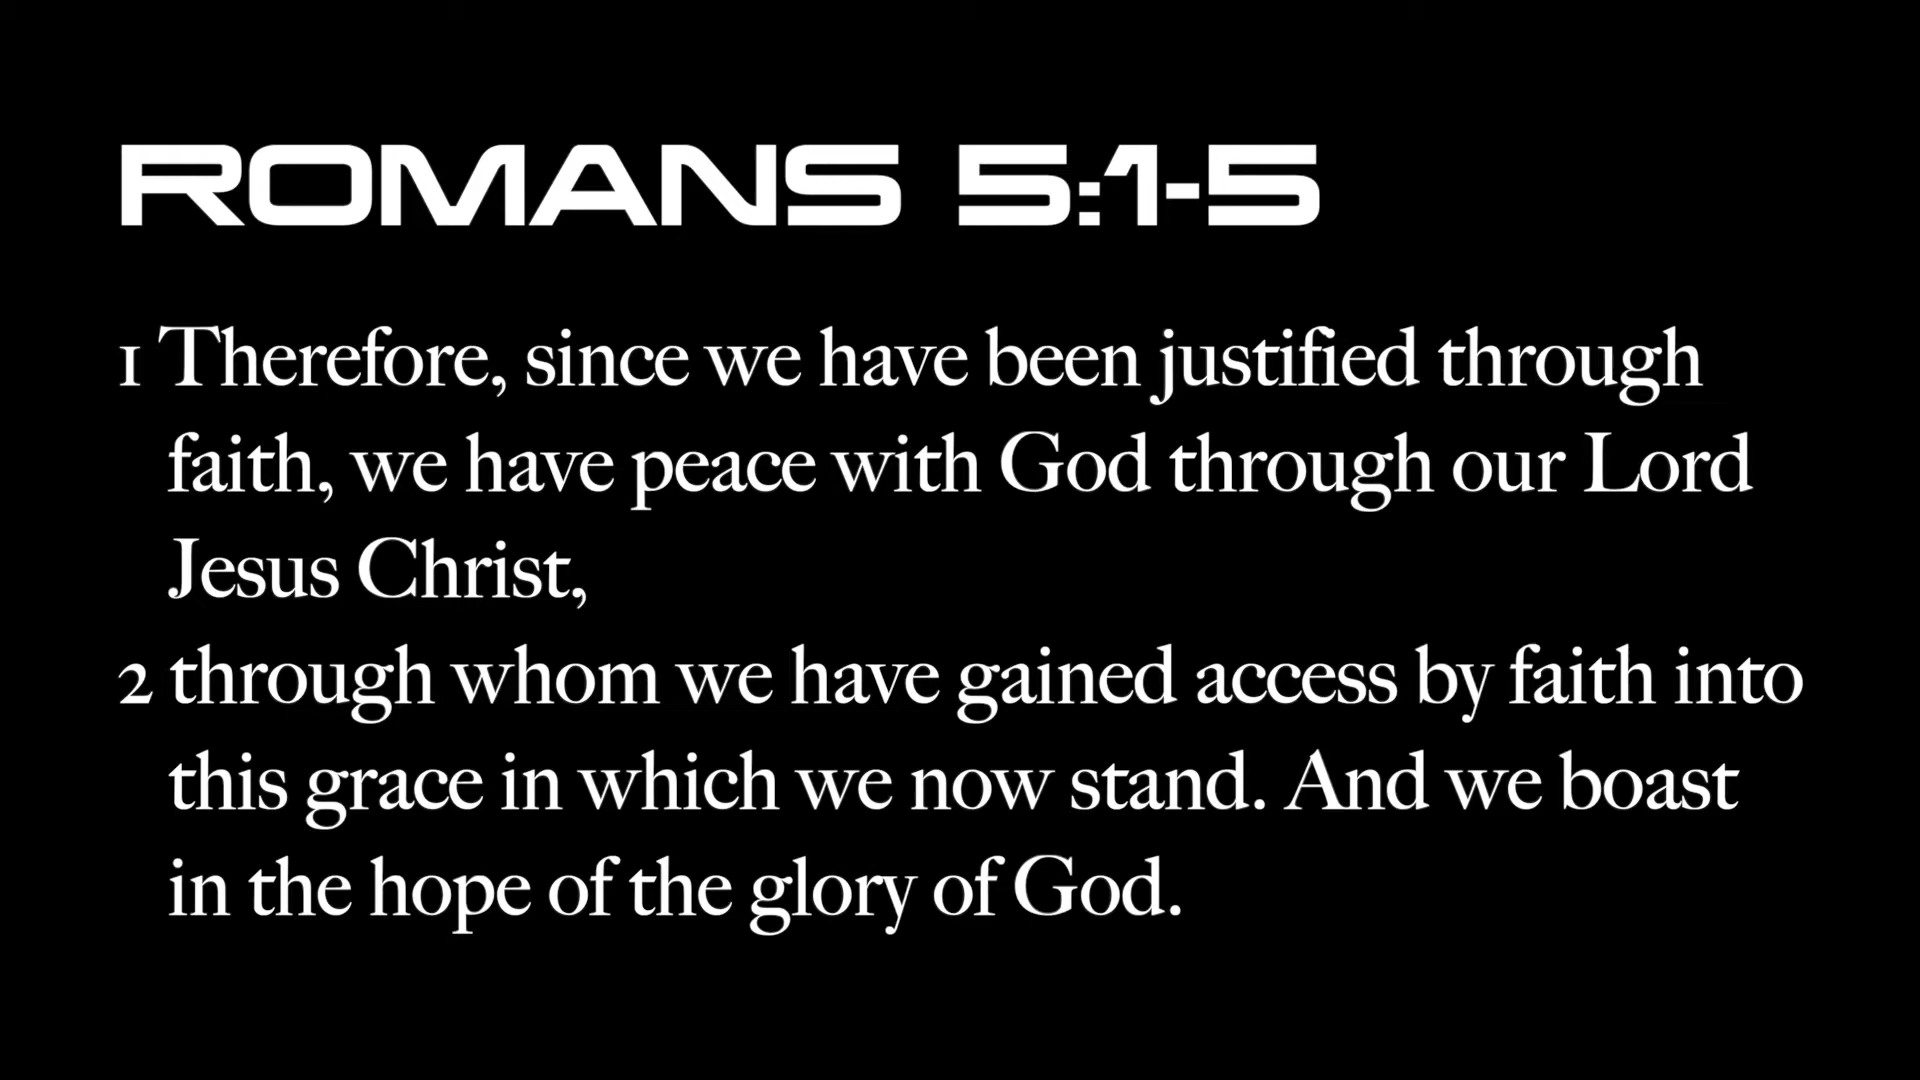 ROMANS 5:1-5
1 Therefore, since we have been justified through
faith, we have peace with God through our Lord
Jesus Christ,
2 through whom we have gained access by faith into
this grace in which we now stand. And we boast
in the hope of the glory of God.